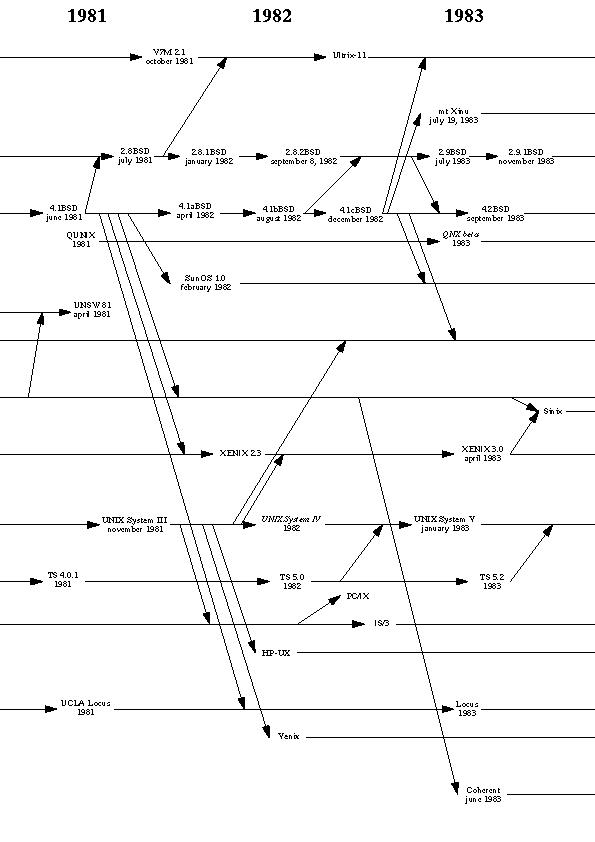 1981 1982 1983
V7M 2.1
october 1981
Ultrix-11
mt Xinu
july 19, 1983
2.8BSD
july 1981
2.8.1BSD
january 1982
2.8.2BSD
september 8, 1982
2.9BSD
july 1983
2.9.1BSD
november 1983
4.1BSD
june 1981
4.1aBSD
april 1982
4.1bBSD
august 1982
4.1cBSD
december 1982
4.2BSD
september 1983
QUNIX
1981
QNX beta
1983
SunOS 1.0
february 1982
UNSW 81
april 1981
Sinix
XENIX 2.3
XENIX 3.0
april 1983
UNIX System III
november 1981
UNIX System IV
1982
UNIX System V
january 1983
TS 4.0.1
1981
TS 5.0
1982
TS 5.2
1983
PC/IX
IS/3
HP-UX
UCLA Locus
1981
Locus
1983
Venix
Coherent
june 1983